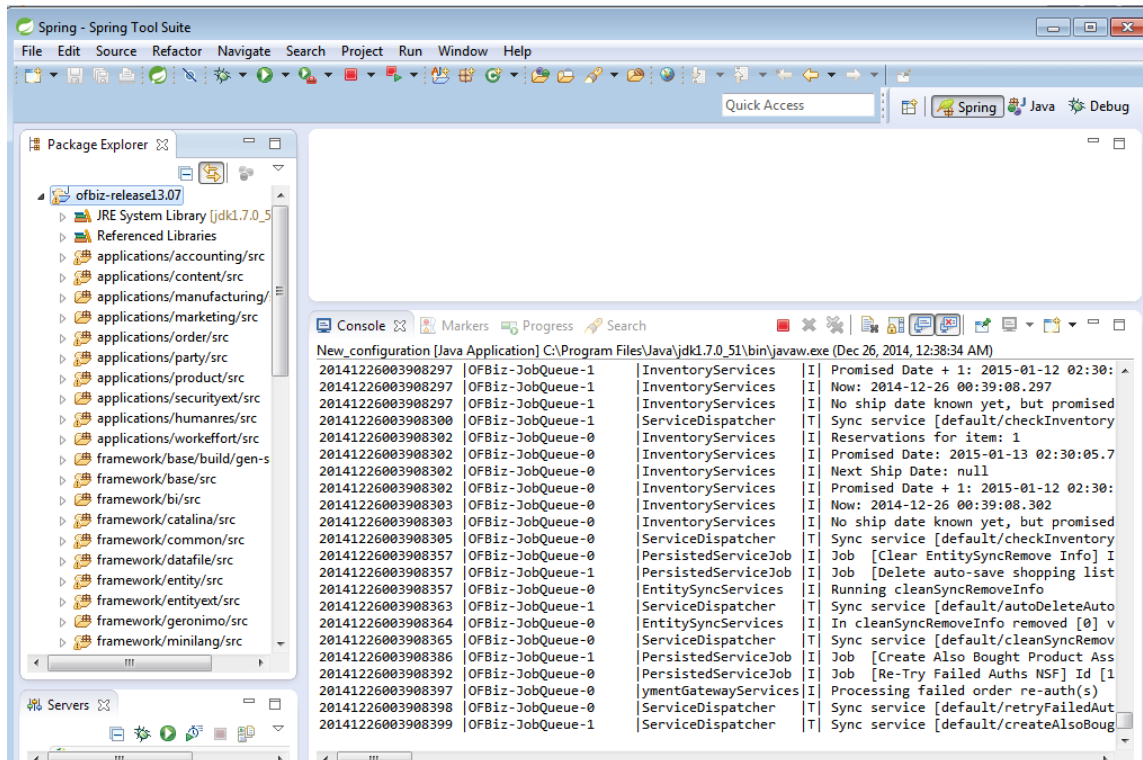 Spring - Spring Tool Suite
File Edit Source Refactor Navigate Search Project Run Window Help
Quick Access
Spring Java Debug
Package Explorer
ofbiz-release13.07
JRE System Library [jdk1.7.0_5
Referenced Libraries
applications/accounting/src
applications/content/src
applications/manufacturing/
applications/marketing/src
applications/order/src
applications/party/src
applications/product/src
applications/securityext/src
applications/humanres/src
applications/workeffort/src
framework/base/build/gen-s
framework/base/src
framework/bi/src
framework/catalina/src
framework/common/src
framework/datafile/src
framework/entity/src
framework/entityext/src
framework/geronimo/src
framework/minilang/src
Servers
Console Markers Progress Search
New_configuration [Java Application] C:\Program Files\Java\jdk1.7.0_51\bin\javaw.exe (Dec 26, 2014, 12:38:34 AM)
20141226003908297 |OFBiz-JobQueue-1 |InventoryServices |I| Promised Date + 1: 2015-01-12 02:30:
20141226003908297 |OFBiz-JobQueue-1 |InventoryServices |I| Now: 2014-12-26 00:39:08.297
20141226003908297 |OFBiz-JobQueue-1 |InventoryServices |I| No ship date known yet, but promised
20141226003908300 |OFBiz-JobQueue-1 |ServiceDispatcher |T| Sync service [default/checkInventory
20141226003908302 |OFBiz-JobQueue-0 |InventoryServices |I| Reservations for item: 1
20141226003908302 |OFBiz-JobQueue-0 |InventoryServices |I| Promised Date: 2015-01-13 02:30:05.7
20141226003908302 |OFBiz-JobQueue-0 |InventoryServices |I| Next Ship Date: null
20141226003908302 |OFBiz-JobQueue-0 |InventoryServices |I| Promised Date + 1: 2015-01-12 02:30:
20141226003908303 |OFBiz-JobQueue-0 |InventoryServices |I| Now: 2014-12-26 00:39:08.302
20141226003908303 |OFBiz-JobQueue-0 |InventoryServices |I| No ship date known yet, but promised
20141226003908305 |OFBiz-JobQueue-0 |ServiceDispatcher |T| Sync service [default/checkInventory
20141226003908357 |OFBiz-JobQueue-0 |PersistedServiceJob |I| Job [Clear EntitySyncRemove Info] I
20141226003908357 |OFBiz-JobQueue-1 |PersistedServiceJob |I| Job [Delete auto-save shopping list
20141226003908357 |OFBiz-JobQueue-0 |EntitySyncServices |I| Running cleanSyncRemoveInfo
20141226003908363 |OFBiz-JobQueue-1 |ServiceDispatcher |T| Sync service [default/autoDeleteAuto
20141226003908364 |OFBiz-JobQueue-0 |EntitySyncServices |I| In cleanSyncRemoveInfo removed [0] v
20141226003908365 |OFBiz-JobQueue-0 |ServiceDispatcher |T| Sync service [default/cleanSyncRemov
20141226003908386 |OFBiz-JobQueue-1 |PersistedServiceJob |I| Job [Create Also Bought Product Ass
20141226003908392 |OFBiz-JobQueue-0 |PersistedServiceJob |I| Job [Re-Try Failed Auths NSF] Id [1
20141226003908397 |OFBiz-JobQueue-0 |ymentGatewayServices|I| Processing failed order re-auth(s)
20141226003908398 |OFBiz-JobQueue-0 |ServiceDispatcher |T| Sync service [default/retryFailedAut
20141226003908399 |OFBiz-JobQueue-1 |ServiceDispatcher |T| Sync service [default/createAlsoBoug